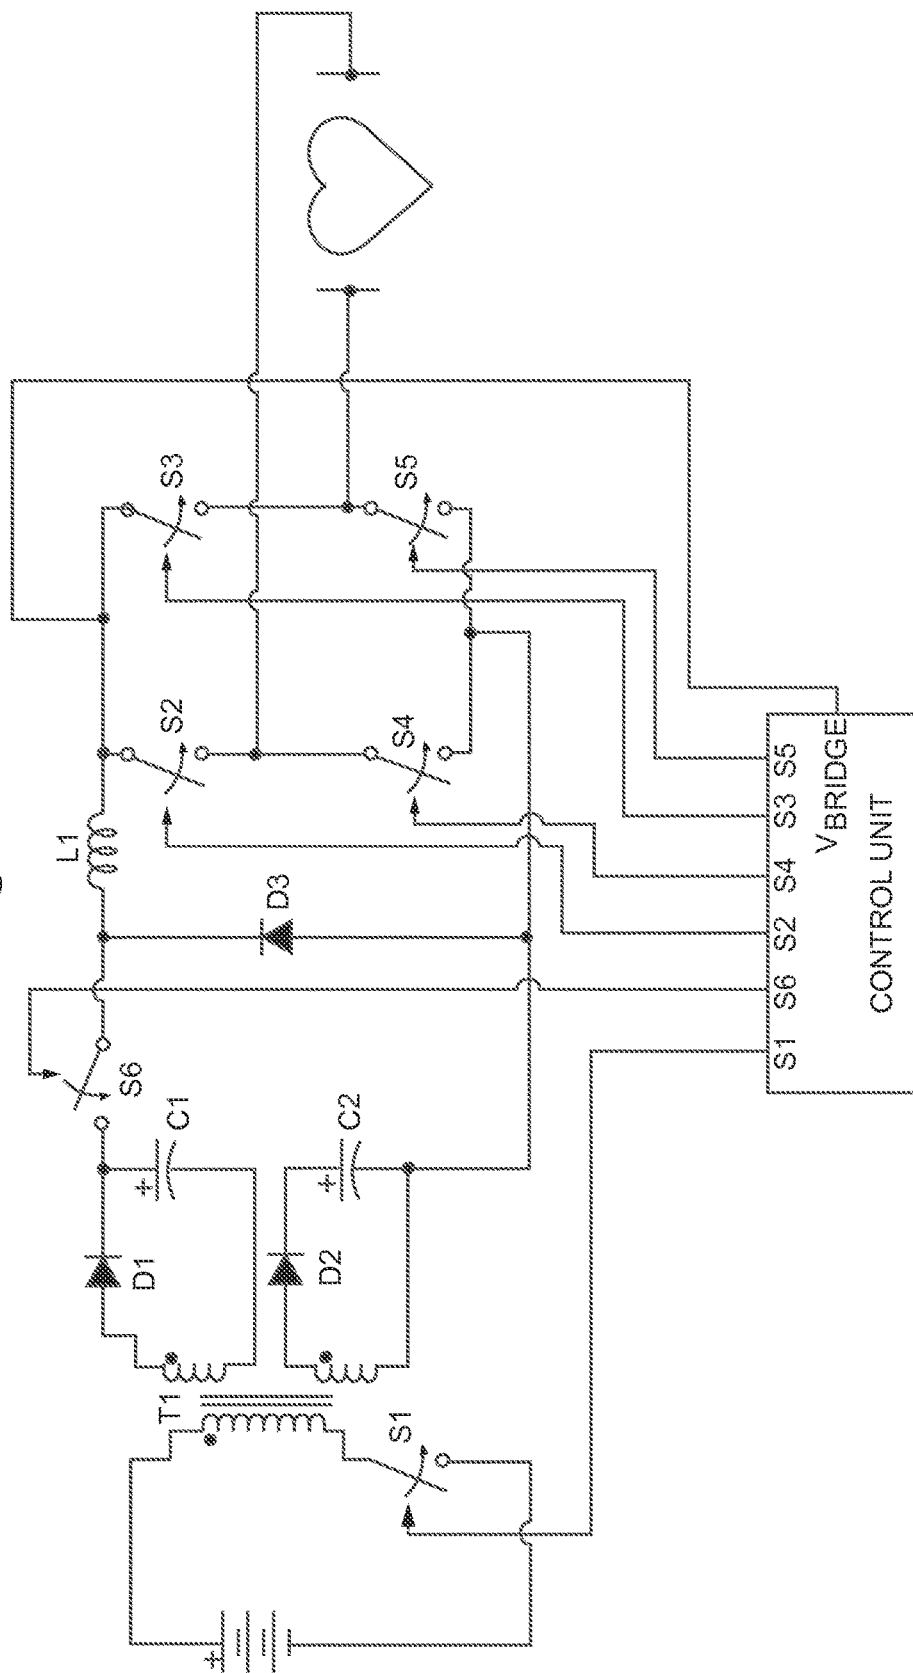 S3
S5
S2
S4
L1
D3
S6
C1
C2
D1
D2
T1
S1
+
+
+
S1
S6
S2
S4
S3
S5
VBRIDGE
CONTROL UNIT